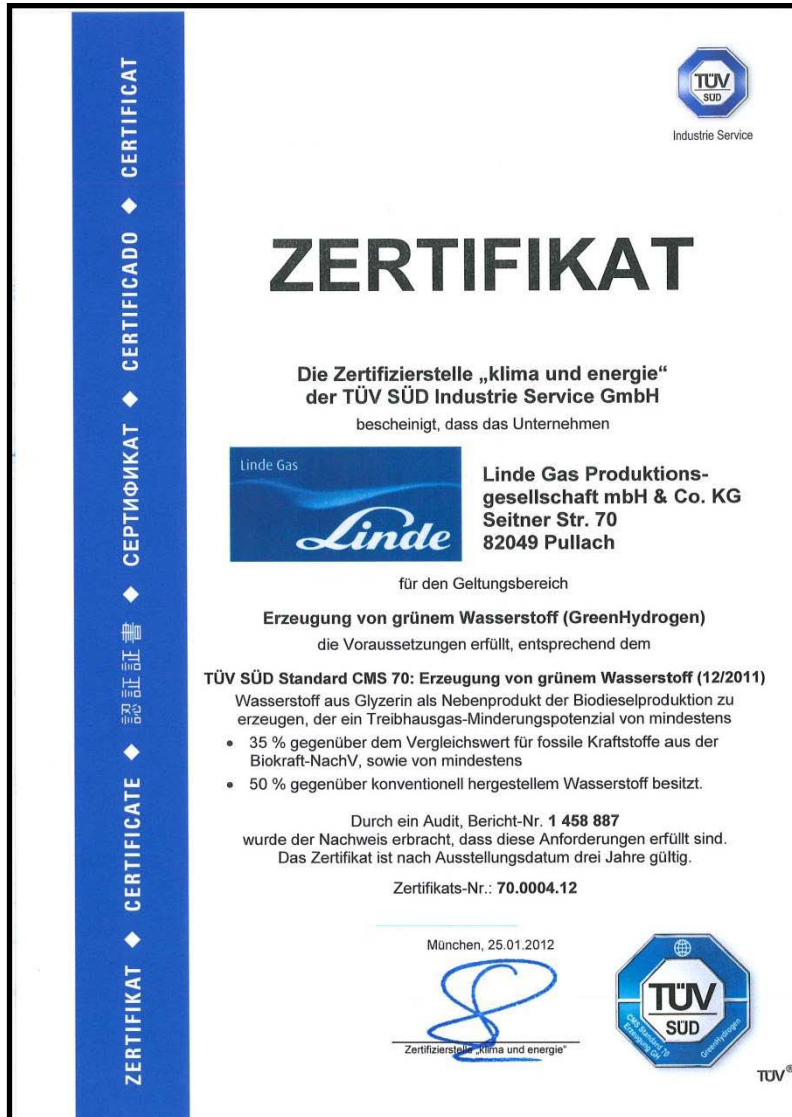 ZERTIFIKAT ◆ CERTIFICATE ◆ 認証証書 ◆ СЕРТИФИКАТ ◆ CERTIFICADO ◆ CERTIFICAT
TÜV
SÜD
Industrie Service
ZERTIFIKAT
Die Zertifizierstelle „klima und energie“
der TÜV SÜD Industrie Service GmbH
bescheinigt, dass das Unternehmen
Linde Gas
Linde
Linde Gas Produktions-
gesellschaft mbH & Co. KG
Seitner Str. 70
82049 Pullach
für den Geltungsbereich
Erzeugung von grünem Wasserstoff (GreenHydrogen)
die Voraussetzungen erfüllt, entsprechend dem
TÜV SÜD Standard CMS 70: Erzeugung von grünem Wasserstoff (12/2011)
Wasserstoff aus Glyzerin als Nebenprodukt der Biodieselproduktion zu
erzeugen, der ein Treibhausgas-Minderungspotenzial von mindestens
• 35 % gegenüber dem Vergleichswert für fossile Kraftstoffe aus der
Biokraft-NachV, sowie von mindestens
• 50 % gegenüber konventionell hergestellem Wasserstoff besitzt.
Durch ein Audit, Bericht-Nr. 1 458 887
wurde der Nachweis erbracht, dass diese Anforderungen erfüllt sind.
Das Zertifikat ist nach Ausstellungsdatum drei Jahre gültig.
Zertifikats-Nr.: 70.0004.12
München, 25.01.2012
Zertifizierstelle „klima und energie“
TÜV
SÜD
CMS Standard 70
Erzeugung GH
GreenHydrogen
TÜV®